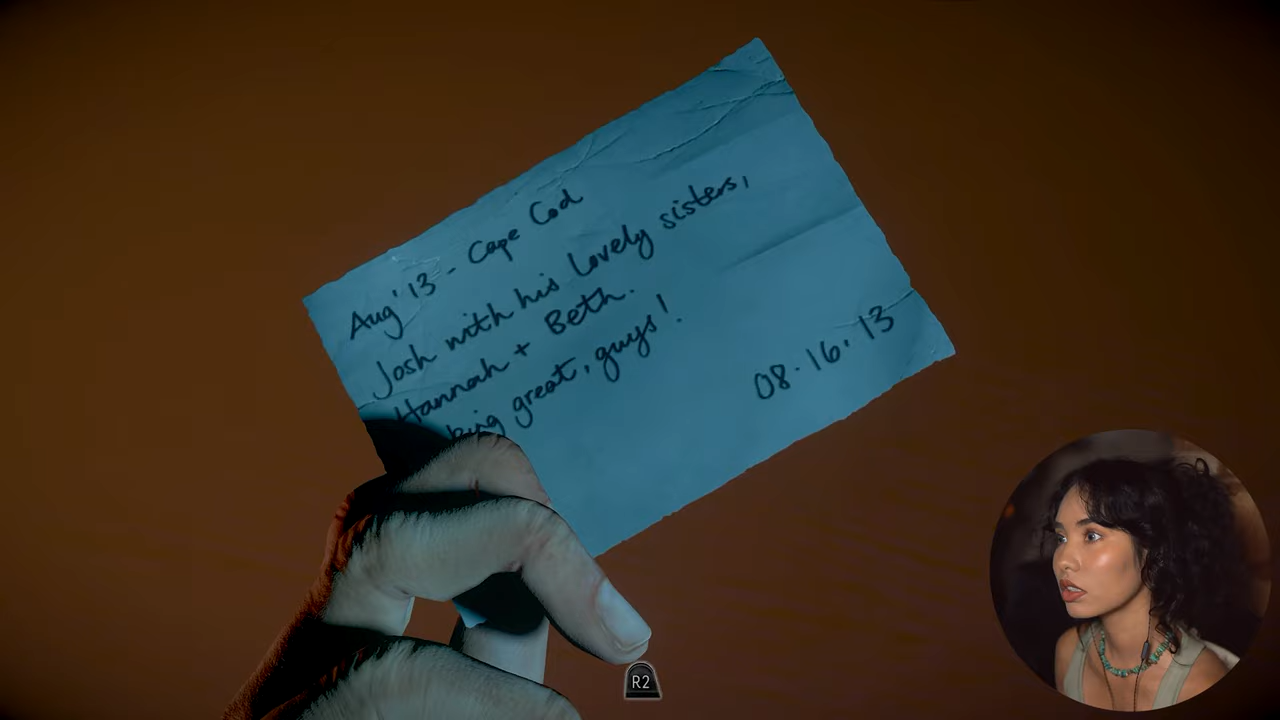 Aug '13 - Cape Cod
Josh with his lovely sisters,
Hannah + Beth.
great, guys!
08.16.13
R2